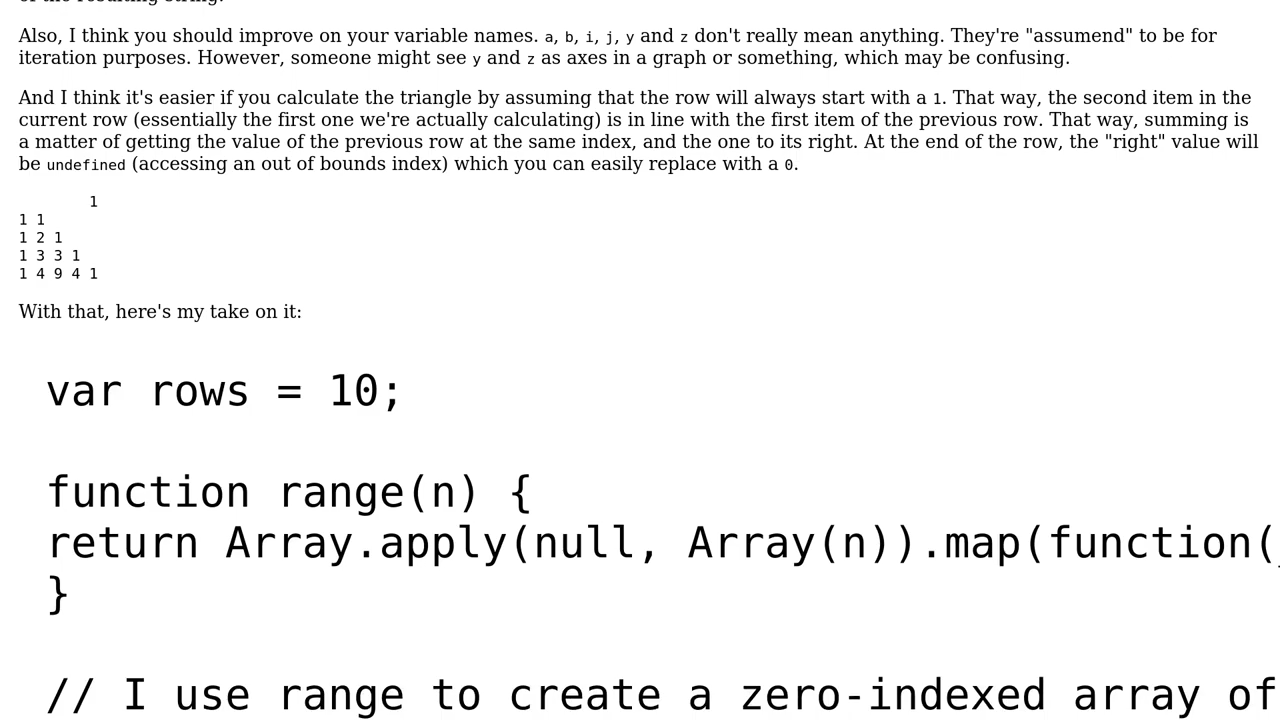 Also, I think you should improve on your variable names. a, b, i, j, y and z don't really mean anything. They're "assumend" to be for
iteration purposes. However, someone might see y and z as axes in a graph or something, which may be confusing.
And I think it's easier if you calculate the triangle by assuming that the row will always start with a 1. That way, the second item in the
current row (essentially the first one we're actually calculating) is in line with the first item of the previous row. That way, summing is
a matter of getting the value of the previous row at the same index, and the one to its right. At the end of the row, the "right" value will
be undefined (accessing an out of bounds index) which you can easily replace with a 0.
1
1 1
1 2 1
1 3 3 1
1 4 9 4 1
With that, here's my take on it:
var rows = 10;
function range(n) {
return Array.apply(null, Array(n)).map(function(
}
// I use range to create a zero-indexed array of